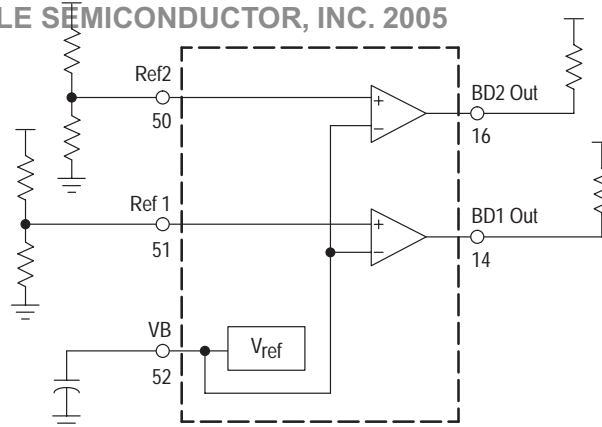 LE SEMICONDUCTOR, INC. 2005
Ref2
50
+
−
BD2 Out
16
Ref 1
51
+
−
BD1 Out
14
VB
52
Vref